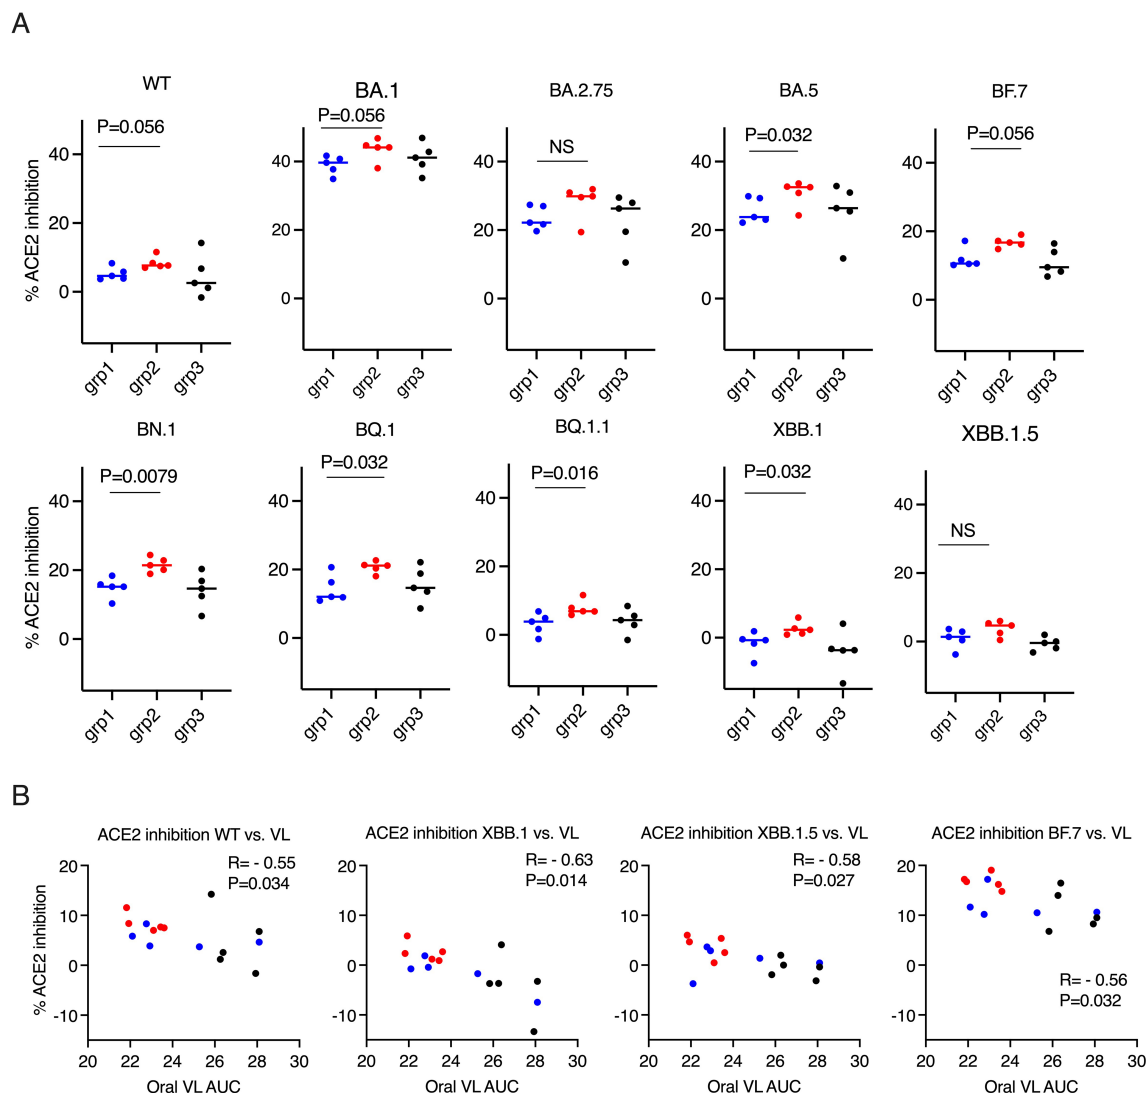 A
WT
BA.1
BA.2.75
BA.5
BF.7
P=0.056
P=0.056
NS
P=0.032
P=0.056
% ACE2 inhibition
40
20
0
40
20
0
40
20
0
40
20
0
40
20
0
grp1 grp2 grp3
grp1 grp2 grp3
grp1 grp2 grp3
grp1 grp2 grp3
grp1 grp2 grp3
BN.1
BQ.1
BQ.1.1
XBB.1
XBB.1.5
P=0.0079
P=0.032
P=0.016
P=0.032
NS
% ACE2 inhibition
40
20
0
40
20
0
40
20
0
40
20
0
40
20
0
grp1 grp2 grp3
grp1 grp2 grp3
grp1 grp2 grp3
grp1 grp2 grp3
grp1 grp2 grp3
B
ACE2 inhibition WT vs. VL
R= - 0.55
P=0.034
% ACE2 inhibition
20
10
0
-10
20 22 24 26 28 30
Oral VL AUC
ACE2 inhibition XBB.1 vs. VL
R= - 0.63
P=0.014
20
10
0
-10
20 22 24 26 28 30
Oral VL AUC
ACE2 inhibition XBB.1.5 vs. VL
R= - 0.58
P=0.027
20
10
0
-10
20 22 24 26 28 30
Oral VL AUC
ACE2 inhibition BF.7 vs. VL
R= - 0.56
P=0.032
20
10
0
-10
20 22 24 26 28 30
Oral VL AUC